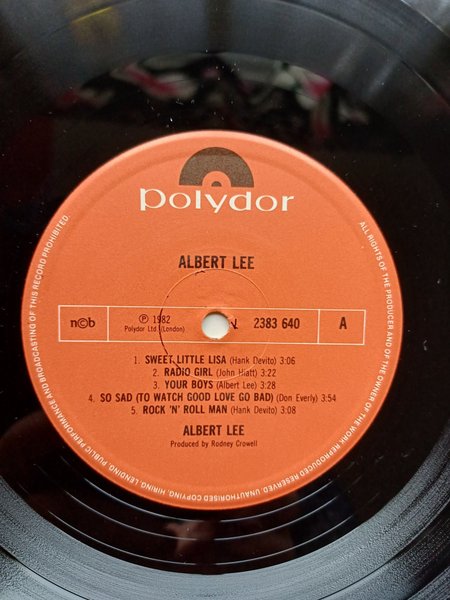 polydor
ALBERT LEE
n©b
℗ 1982
Polydor Ltd. (London)
2383 640
A
1. SWEET LITTLE LISA (Hank Devito) 3:06
2. RADIO GIRL (John Hiatt) 3:22
3. YOUR BOYS (Albert Lee) 3:28
4. SO SAD (TO WATCH GOOD LOVE GO BAD) (Don Everly) 3:54
5. ROCK 'N' ROLL MAN (Hank Devito) 3:08
ALBERT LEE
Produced by Rodney Crowell
ALL RIGHTS OF THE PRODUCER AND OF THE OWNER OF THE WORK REPRODUCED RESERVED. UNAUTHORISED COPYING, HIRING, LENDING, PUBLIC PERFORMANCE AND BROADCASTING OF THIS RECORD PROHIBITED.